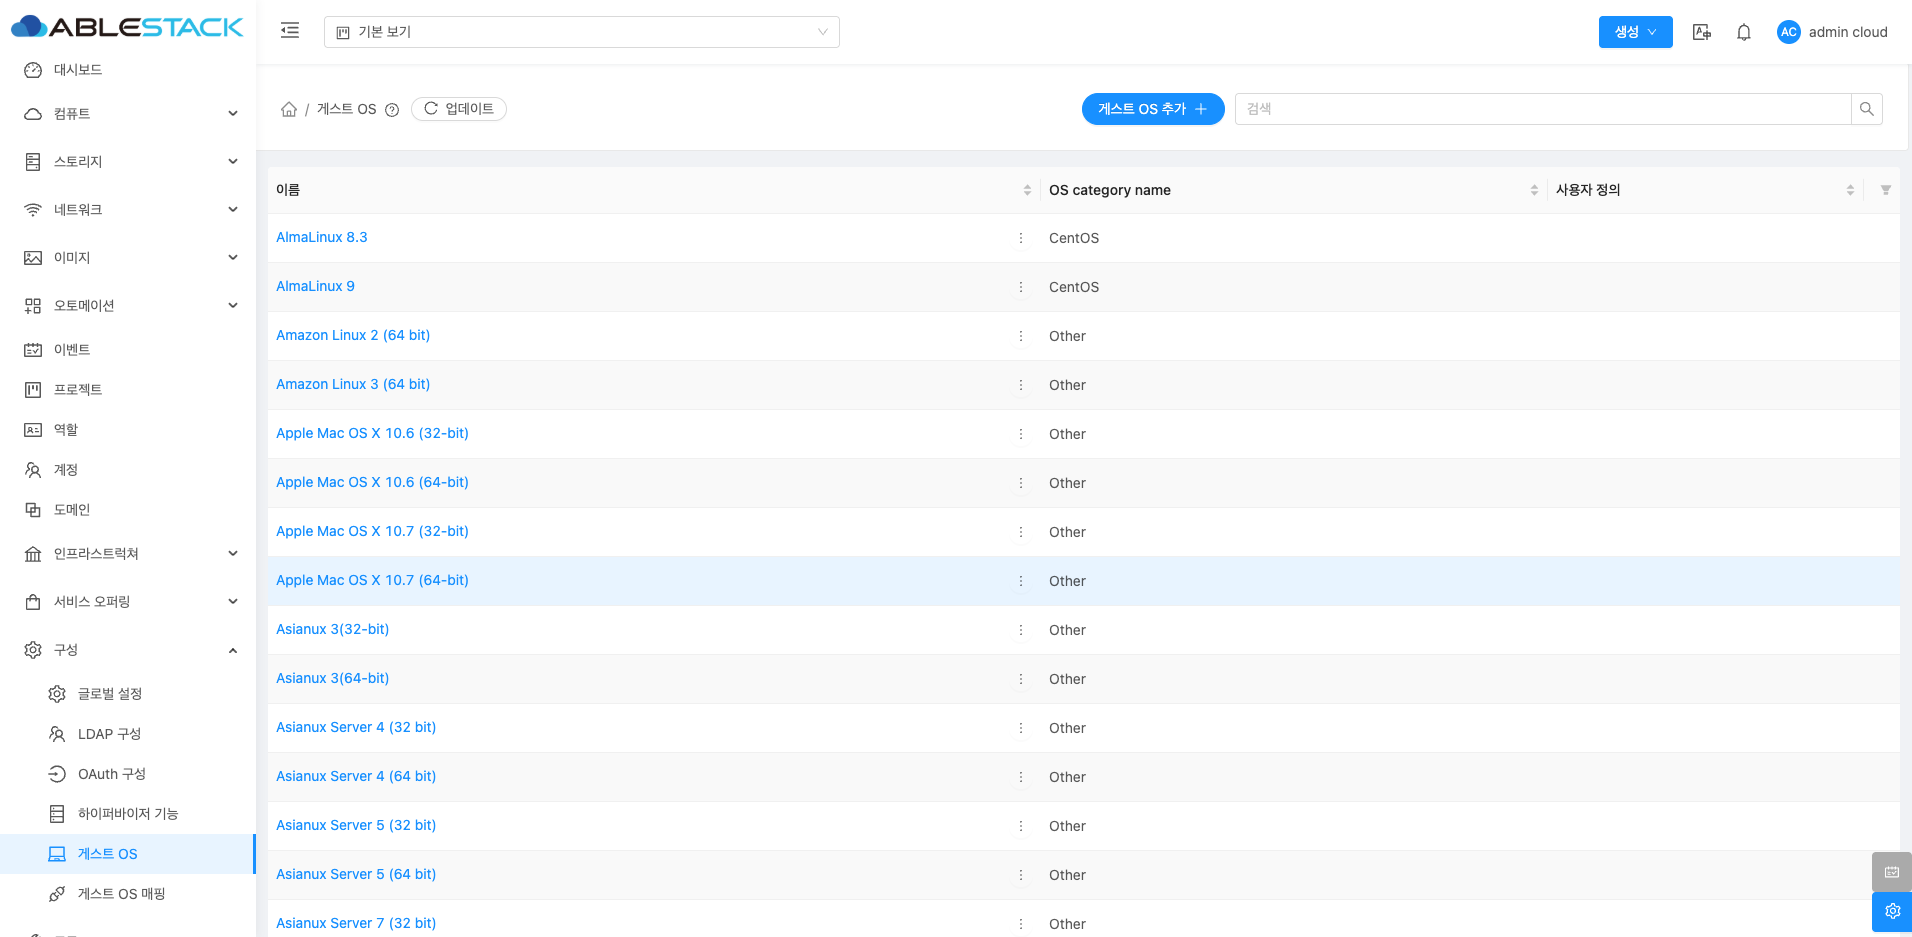 ABLESTACK
기본 보기
생성
AC
admin cloud
대시보드
컴퓨트
스토리지
네트워크
이미지
오토메이션
이벤트
프로젝트
역할
계정
도메인
인프라스트럭쳐
서비스 오퍼링
구성
글로벌 설정
LDAP 구성
OAuth 구성
하이퍼바이저 기능
게스트 OS
게스트 OS 매핑
/ 게스트 OS
업데이트
게스트 OS 추가
검색
이름 OS category name 사용자 정의
AlmaLinux 8.3 CentOS
AlmaLinux 9 CentOS
Amazon Linux 2 (64 bit) Other
Amazon Linux 3 (64 bit) Other
Apple Mac OS X 10.6 (32-bit) Other
Apple Mac OS X 10.6 (64-bit) Other
Apple Mac OS X 10.7 (32-bit) Other
Apple Mac OS X 10.7 (64-bit) Other
Asianux 3(32-bit) Other
Asianux 3(64-bit) Other
Asianux Server 4 (32 bit) Other
Asianux Server 4 (64 bit) Other
Asianux Server 5 (32 bit) Other
Asianux Server 5 (64 bit) Other
Asianux Server 7 (32 bit) Other